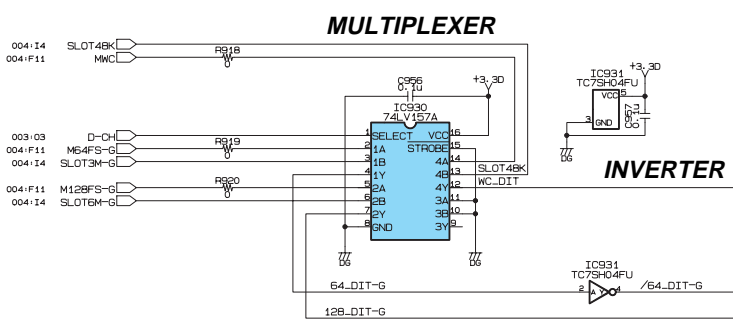 MULTIPLEXER
004:I4 SLOT48K
004:F11 MWC
R918
0
C956
0.1u
+3.3D
IC931
TC7SH04FU
+3.3D
VCC 5
3 GND
C957
0.1u
DG
IC930
74LV157A
003:03 D-CH 1 SELECT VCC 16
004:F11 M64FS-G R919 0 2 1A STROBE 15
004:I4 SLOT3M-G 3 1B 4A 14
4 1Y 4B 13 SLOT48K
004:F11 M128FS-G R920 0 5 2A 4Y 12 WC_DIT
004:I4 SLOT6M-G 6 2B 3A 11
7 2Y 3B 10
8 GND 3Y 9
DG DG
INVERTER
IC931
TC7SH04FU
64_DIT-G 2 A Y 4 /64_DIT-G
128_DIT-G